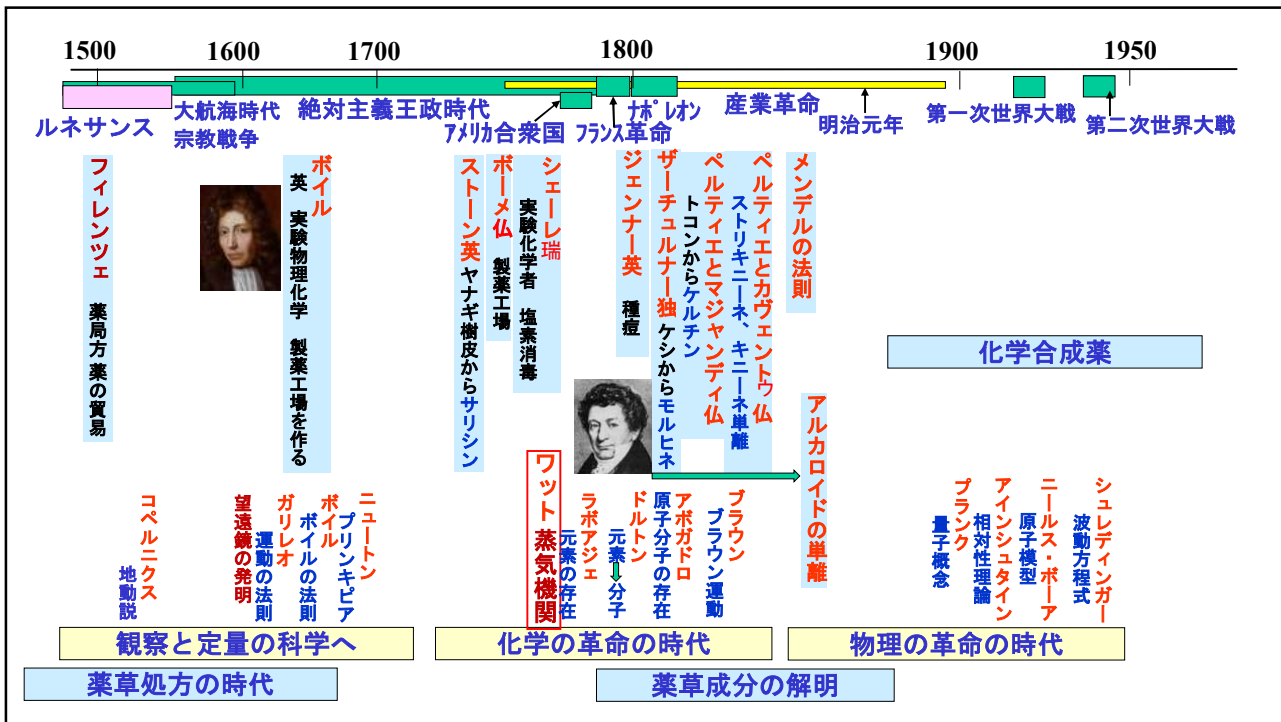 1500
1600
1700
1800
1900
1950
ルネサンス
大航海時代
宗教戦争
絶対主義王政時代
アメリカ合衆国
フランス革命
ナポレオン
産業革命
明治元年
第一次世界大戦
第二次世界大戦
フィレンツェ 薬局方 薬の貿易
ボイル
英 実験物理化学 製薬工場を作る
ストーン英 ヤナギ樹皮からサリシン
ボーメ仏 製薬工場
シェーレ瑞
実験化学者 塩素消毒
ジェンナー英 種痘
ザーチュルナー独 ケシからモルヒネ
ペルティエとマジャンディ仏
トコンからケルチン
ペルティエとカヴェントゥ仏
ストリキニーネ、キニーネ単離
メンデルの法則
アルカロイドの単離
化学合成薬
コペルニクス
地動説
望遠鏡の発明
ガリレオ
運動の法則
ボイル
ボイルの法則
ニュートン
プリンキピア
ワット 蒸気機関
ラボアジェ
元素の存在
ドルトン
元素→分子
アボガドロ
原子分子の存在
ブラウン
ブラウン運動
プランク
量子概念
アインシュタイン
相対性理論
ニールス・ボーア
原子模型
シュレディンガー
波動方程式
観察と定量の科学へ
化学の革命の時代
物理の革命の時代
薬草処方の時代
薬草成分の解明